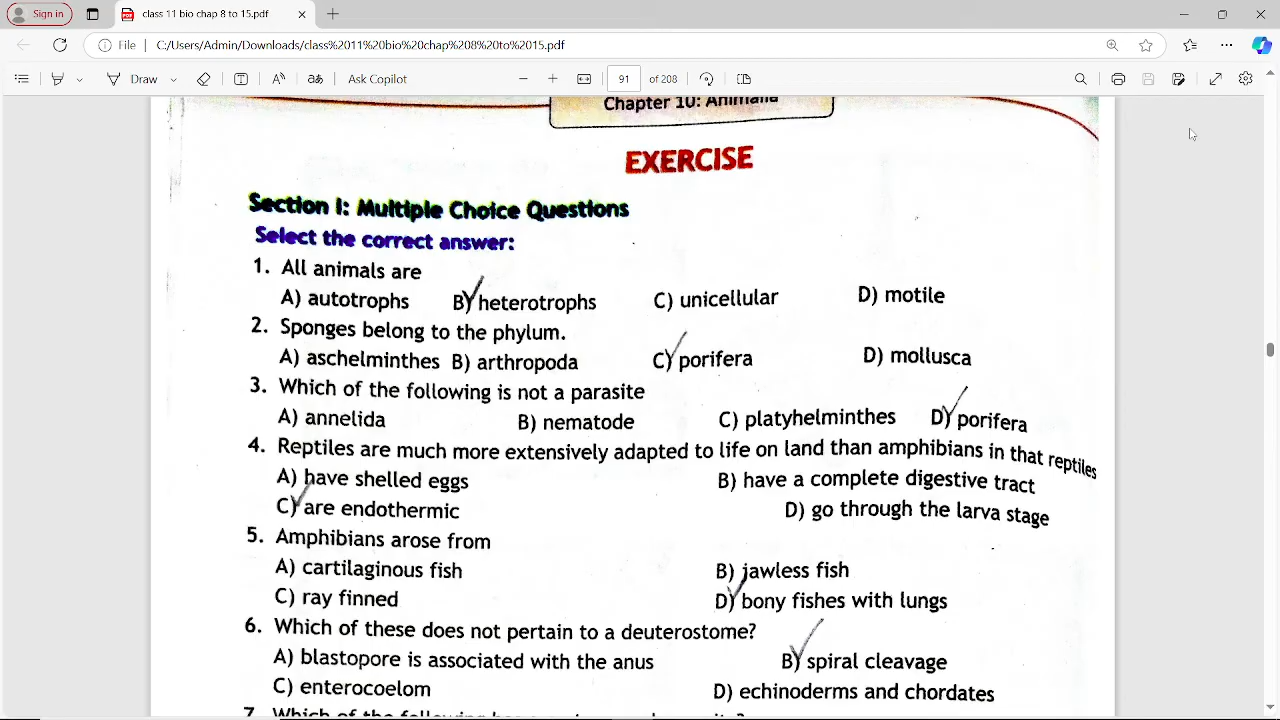 Sign in
class 11 bio chap 8 to 15.pdf
File C:/Users/Admin/Downloads/class%2011%20bio%20chap%208%20to%2015.pdf
Draw Ask Copilot 91 of 208
Chapter 10: Animalia
EXERCISE
Section I: Multiple Choice Questions
Select the correct answer:
1. All animals are
A) autotrophs B) heterotrophs C) unicellular D) motile
2. Sponges belong to the phylum.
A) aschelminthes B) arthropoda C) porifera D) mollusca
3. Which of the following is not a parasite
A) annelida B) nematode C) platyhelminthes D) porifera
4. Reptiles are much more extensively adapted to life on land than amphibians in that reptiles
A) have shelled eggs B) have a complete digestive tract
C) are endothermic D) go through the larva stage
5. Amphibians arose from
A) cartilaginous fish B) jawless fish
C) ray finned D) bony fishes with lungs
6. Which of these does not pertain to a deuterostome?
A) blastopore is associated with the anus B) spiral cleavage
C) enterocoelom D) echinoderms and chordates
7. Which of the following